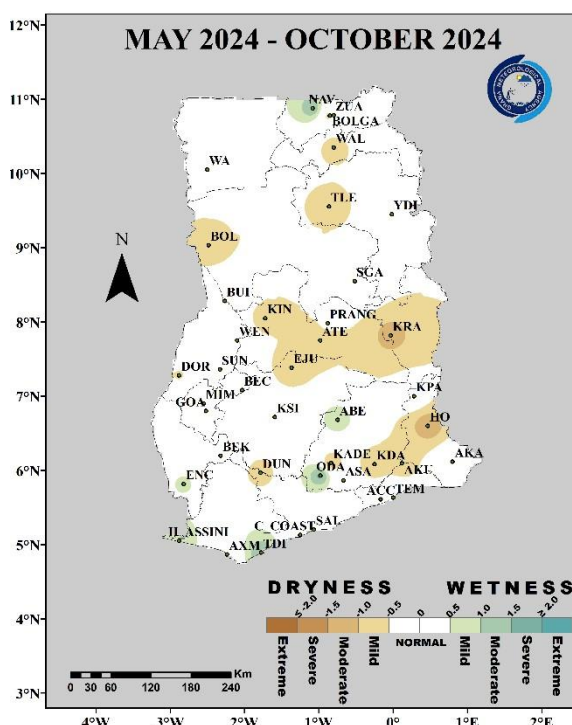 MAY 2024 - OCTOBER 2024
12°N
11°N
10°N
9°N
8°N
7°N
6°N
5°N
4°N
3°N
N
NAV
ZUA
BOLGA
WAL
WA
TLE
YDI
BOL
SGA
BUI
KIN
PRANG
KRA
WEN
ATE
DOR
SUN
EJU
BEC
KPA
GOA
MIM
KSI
ABE
HO
BEK
DUN
KADE
KDA
AKA
ODA
ASA
AKU
ENC
ACC
TEM
JI_ASSINI
C_COAST
SAL
AXM
TDI
DRYNESS
WETNESS
≤ -2.0
-1.5
-1.0
-0.5
0
0.5
1.0
1.5
≥ 2.0
Extreme
Severe
Moderate
Mild
NORMAL
Mild
Moderate
Severe
Extreme
0 15 30 60 120 180 240
Km
4°W
3°W
2°W
1°W
0°
1°E
2°E